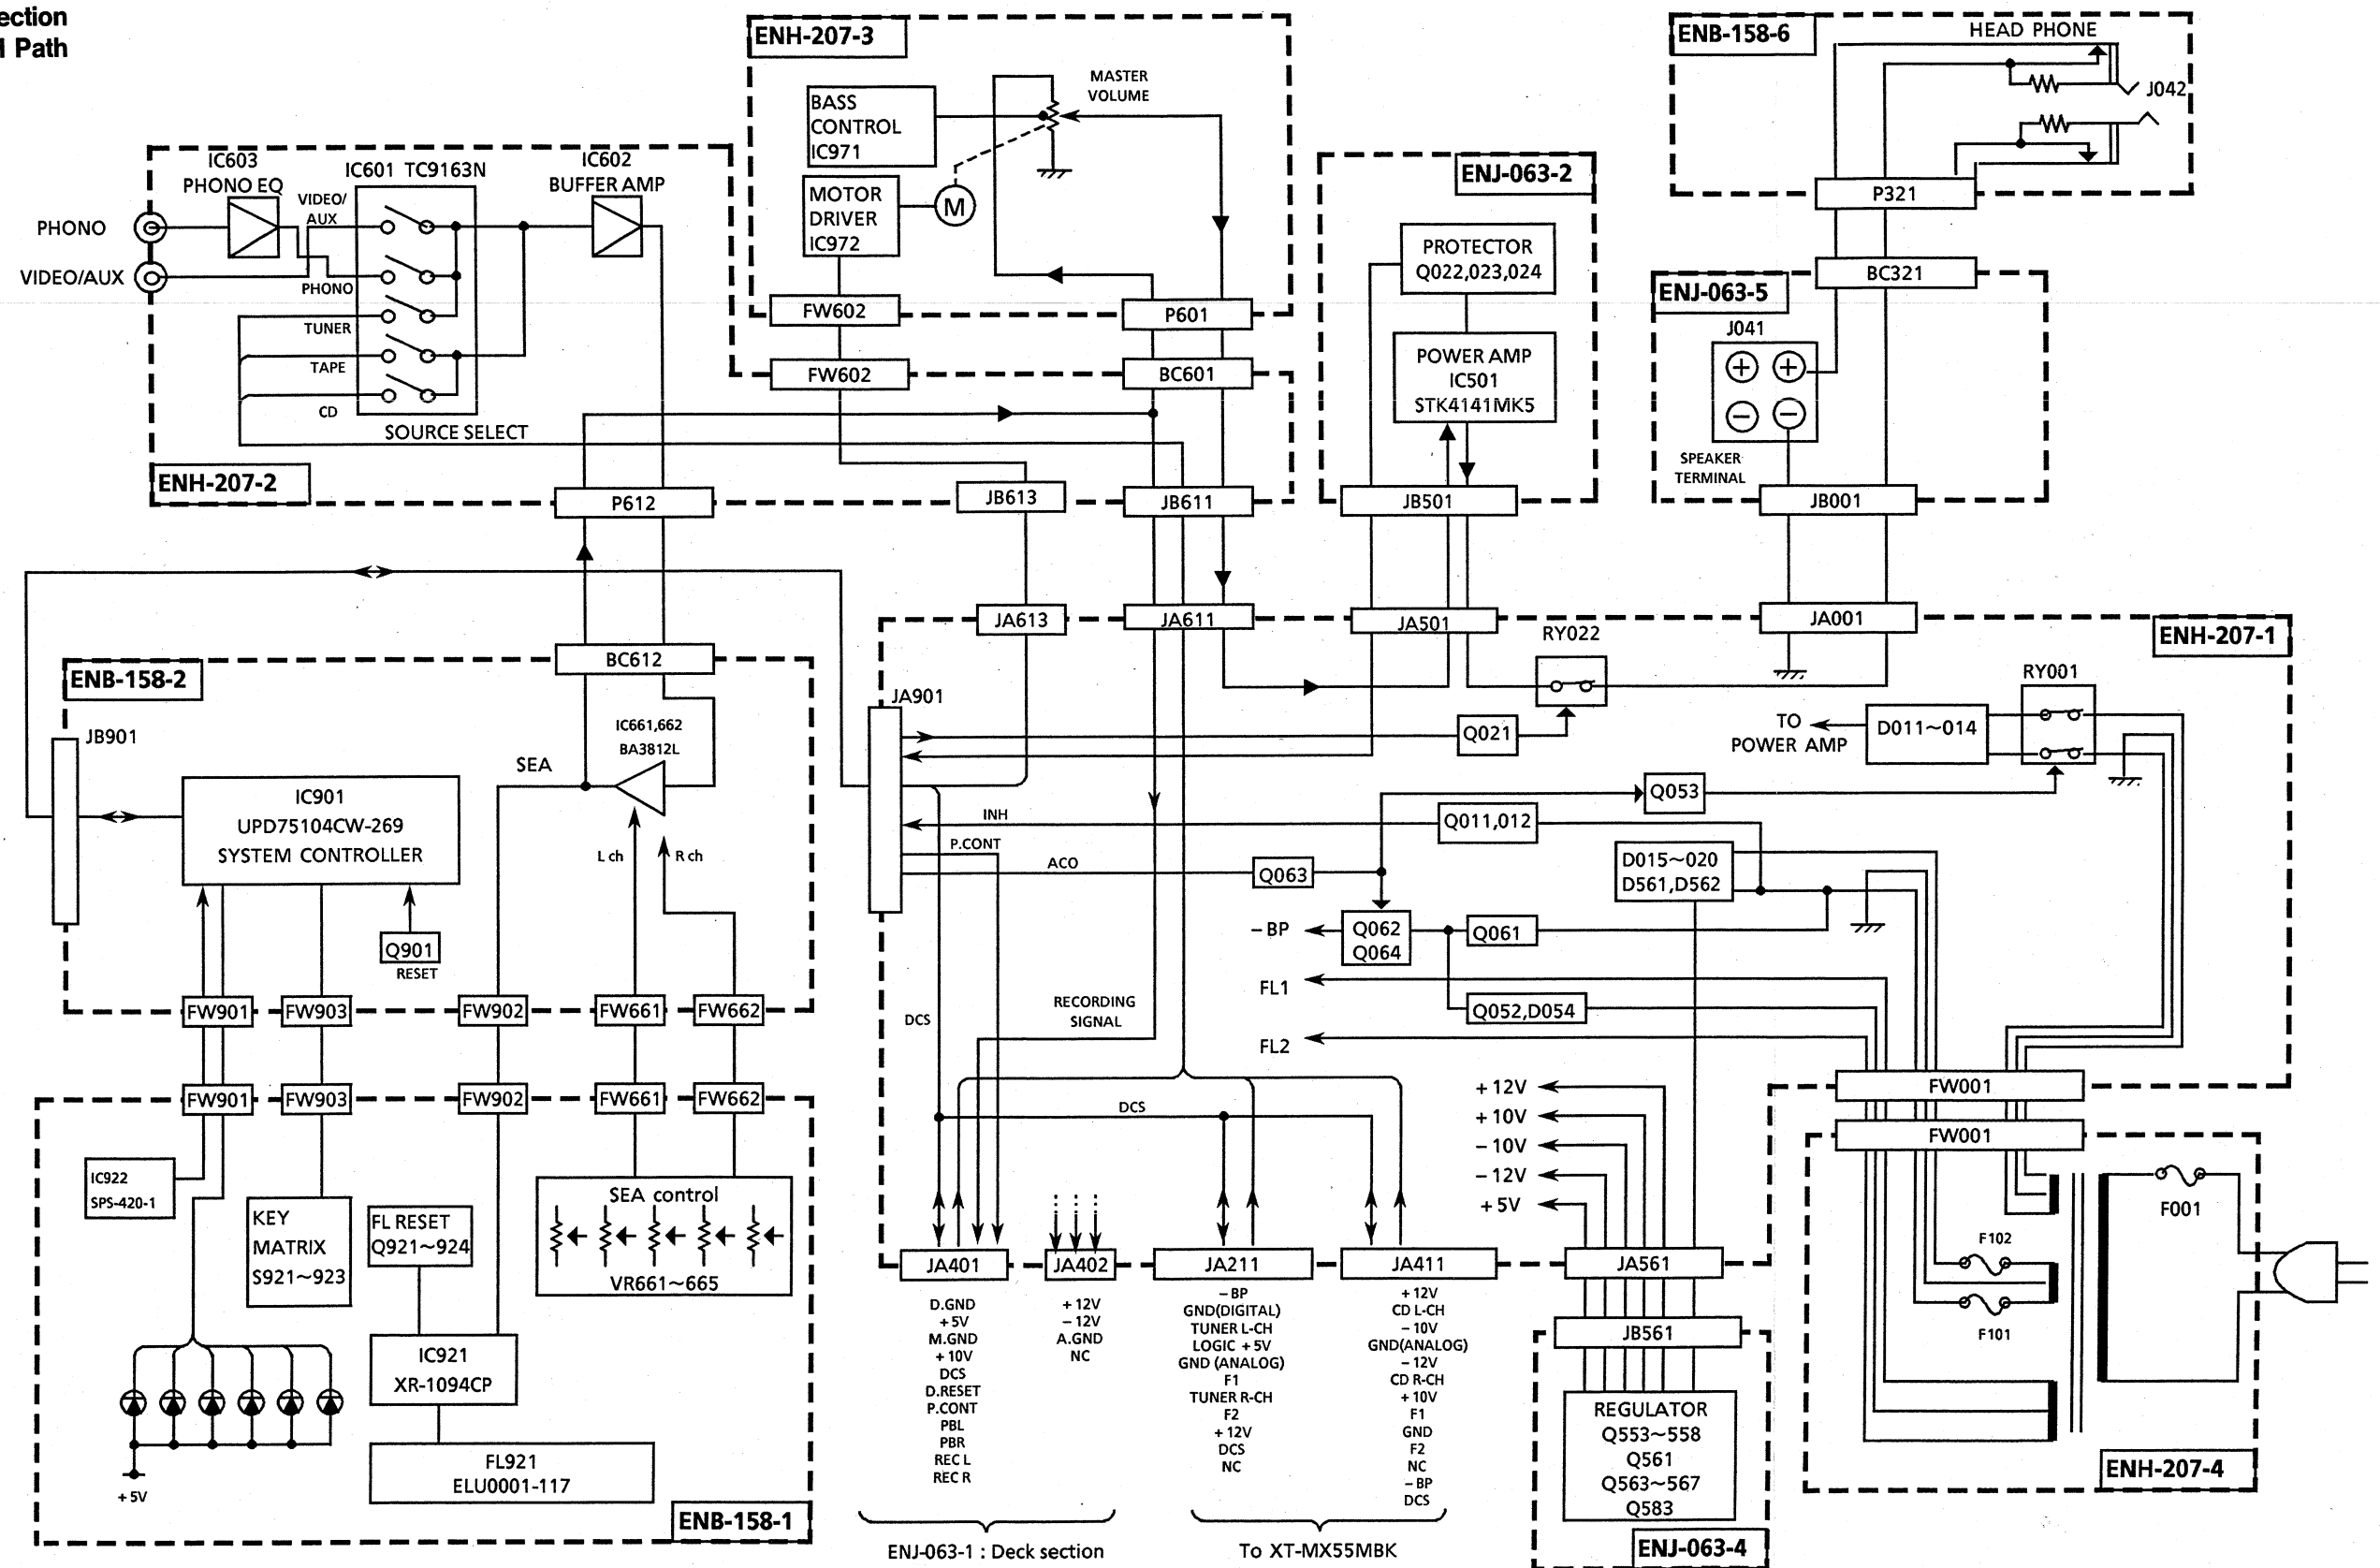 ection
l Path
ENH-207-3
BASS
CONTROL
IC971
MASTER
VOLUME
MOTOR
DRIVER
IC972
M
FW602
P601
ENB-158-6
HEAD PHONE
J042
P321
IC603
PHONO EQ
IC601 TC9163N
IC602
BUFFER AMP
PHONO
VIDEO/AUX
VIDEO/
AUX
PHONO
TUNER
TAPE
CD
SOURCE SELECT
ENH-207-2
FW602
BC601
P612
JB613
JB611
ENJ-063-2
PROTECTOR
Q022,023,024
POWER AMP
IC501
STK4141MK5
JB501
BC321
ENJ-063-5
J041
SPEAKER
TERMINAL
JB001
ENB-158-2
BC612
JB901
IC661,662
BA3812L
SEA
IC901
UPD75104CW-269
SYSTEM CONTROLLER
L ch
R ch
Q901
RESET
FW901
FW903
FW902
FW661
FW662
JA613
JA611
JA501
JA001
ENH-207-1
RY022
RY001
JA901
Q021
TO
POWER AMP
D011~014
Q053
INH
Q011,012
P.CONT
ACO
Q063
D015~020
D561,D562
– BP
Q062
Q064
Q061
FL1
Q052,D054
FL2
RECORDING
SIGNAL
DCS
DCS
+ 12V
+ 10V
– 10V
– 12V
+ 5V
FW001
FW001
FW901
FW903
FW902
FW661
FW662
IC922
SPS-420-1
KEY
MATRIX
S921~923
FL RESET
Q921~924
SEA control
VR661~665
IC921
XR-1094CP
FL921
ELU0001-117
+ 5V
ENB-158-1
JA401
JA402
JA211
JA411
JA561
D.GND
+ 5V
M.GND
+ 10V
DCS
D.RESET
P.CONT
PBL
PBR
REC L
REC R
+ 12V
– 12V
A.GND
NC
– BP
GND(DIGITAL)
TUNER L-CH
LOGIC + 5V
GND (ANALOG)
F1
TUNER R-CH
F2
+ 12V
DCS
NC
+ 12V
CD L-CH
– 10V
GND(ANALOG)
– 12V
CD R-CH
+ 10V
F1
GND
F2
NC
– BP
DCS
ENJ-063-1 : Deck section
To XT-MX55MBK
JB561
REGULATOR
Q553~558
Q561
Q563~567
Q583
ENJ-063-4
F001
F102
F101
ENH-207-4